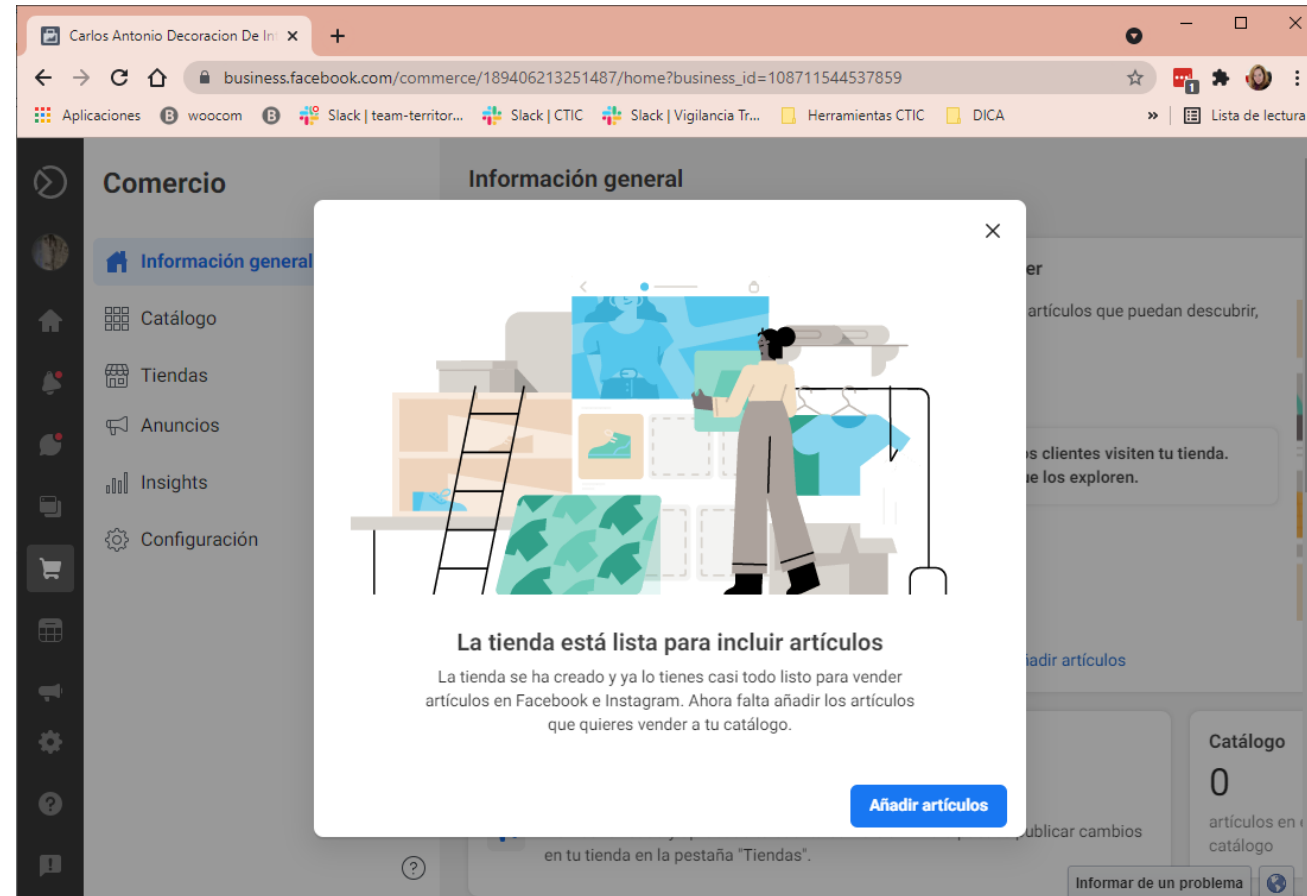 Carlos Antonio Decoracion De In
business.facebook.com/commerce/189406213251487/home?business_id=108711544537859
1
Aplicaciones
woocom
Slack | team-territor...
Slack | CTIC
Slack | Vigilancia Tr...
Herramientas CTIC
DICA
»
Lista de lectura
Comercio
Información general
Catálogo
Tiendas
Anuncios
Insights
Configuración
Información general
er
artículos que puedan descubrir,
s clientes visiten tu tienda.
ue los exploren.
adir artículos
La tienda está lista para incluir artículos
La tienda se ha creado y ya lo tienes casi todo listo para vender
artículos en Facebook e Instagram. Ahora falta añadir los artículos
que quieres vender a tu catálogo.
Añadir artículos
Catálogo
0
artículos en
catálogo
ublicar cambios
en tu tienda en la pestaña "Tiendas".
Informar de un problema